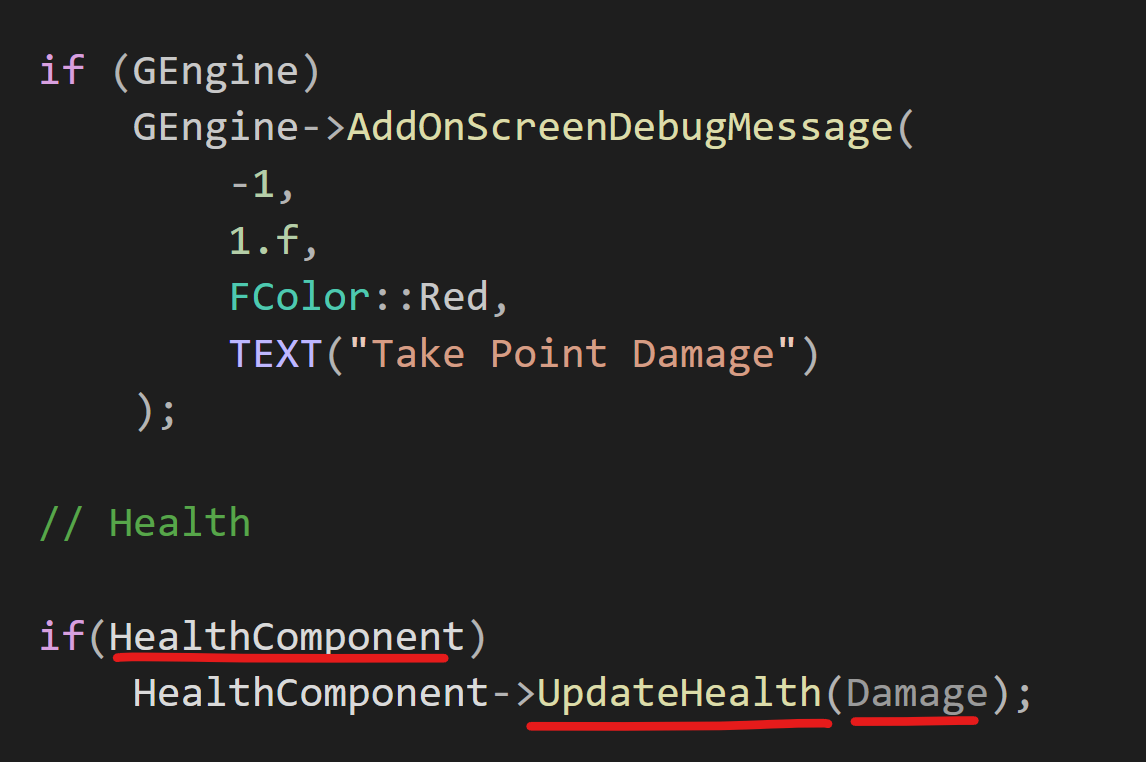 if (GEngine)
GEngine->AddOnScreenDebugMessage(
-1,
1.f,
FColor::Red,
TEXT("Take Point Damage")
);
// Health
if(HealthComponent)
HealthComponent->UpdateHealth(Damage);